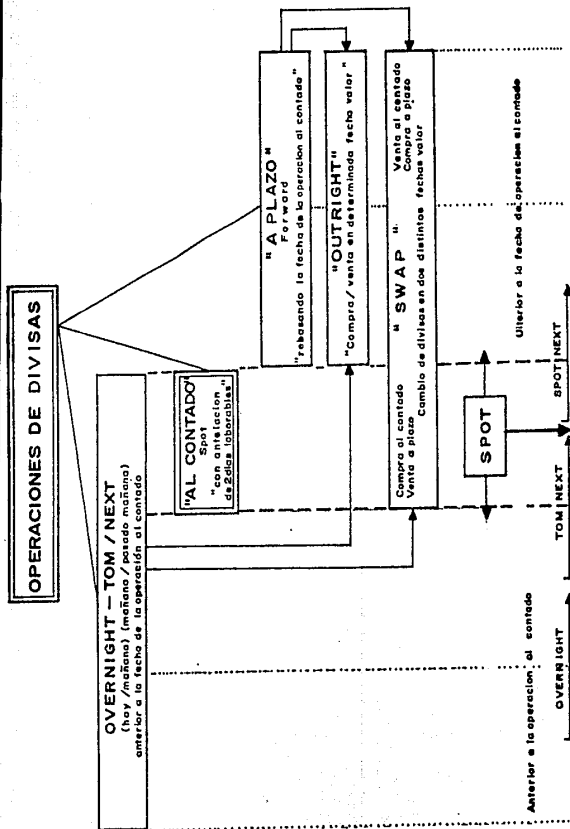 OPERACIONES DE DIVISAS
OVERNIGHT — TOM / NEXT
(hoy /mañana) (mañana / pasado mañana)
anterior a la fecha de la operación al contado
"AL CONTADO"
Spot
"con antelacion
de 2 dias laborables"
"A PLAZO"
Forward
"rebasando la fecha de la operacion al contado"
"OUTRIGHT"
"Compra / venta en determinada fecha valor"
Compra al contado "SWAP" Venta al contado
Venta a plazo Compra a plazo
Cambio de divisas en dos distintas fechas valor
SPOT
Anterior a la operacion al contado
Ulterior a la fecha de operacion al contado
OVERNIGHT
TOM NEXT
SPOT NEXT